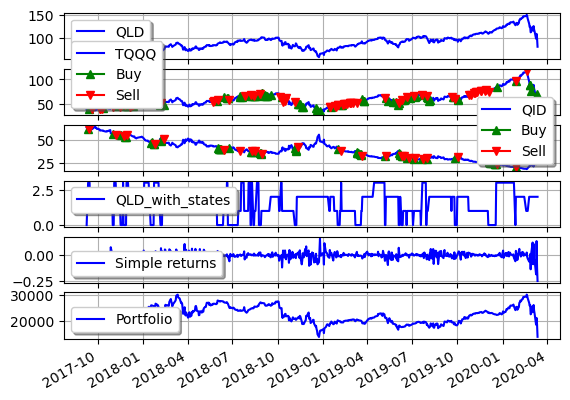 150
100
QLD
TQQQ
Buy
Sell
100
50
QID
Buy
Sell
50
25
2.5
0.0
QLD_with_states
0.00
−0.25
Simple returns
30000
20000
Portfolio
2017-10
2018-01
2018-04
2018-07
2018-10
2019-01
2019-04
2019-07
2019-10
2020-01
2020-04